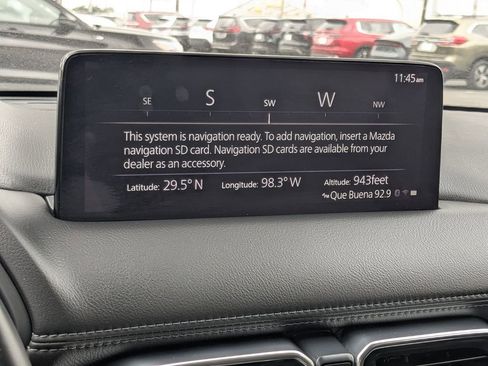 11:45am
SE S SW W NW
This system is navigation ready. To add navigation, insert a Mazda
navigation SD card. Navigation SD cards are available from your
dealer as an accessory.
Latitude: 29.5° N Longitude: 98.3° W Altitude: 943feet
Que Buena 92.9